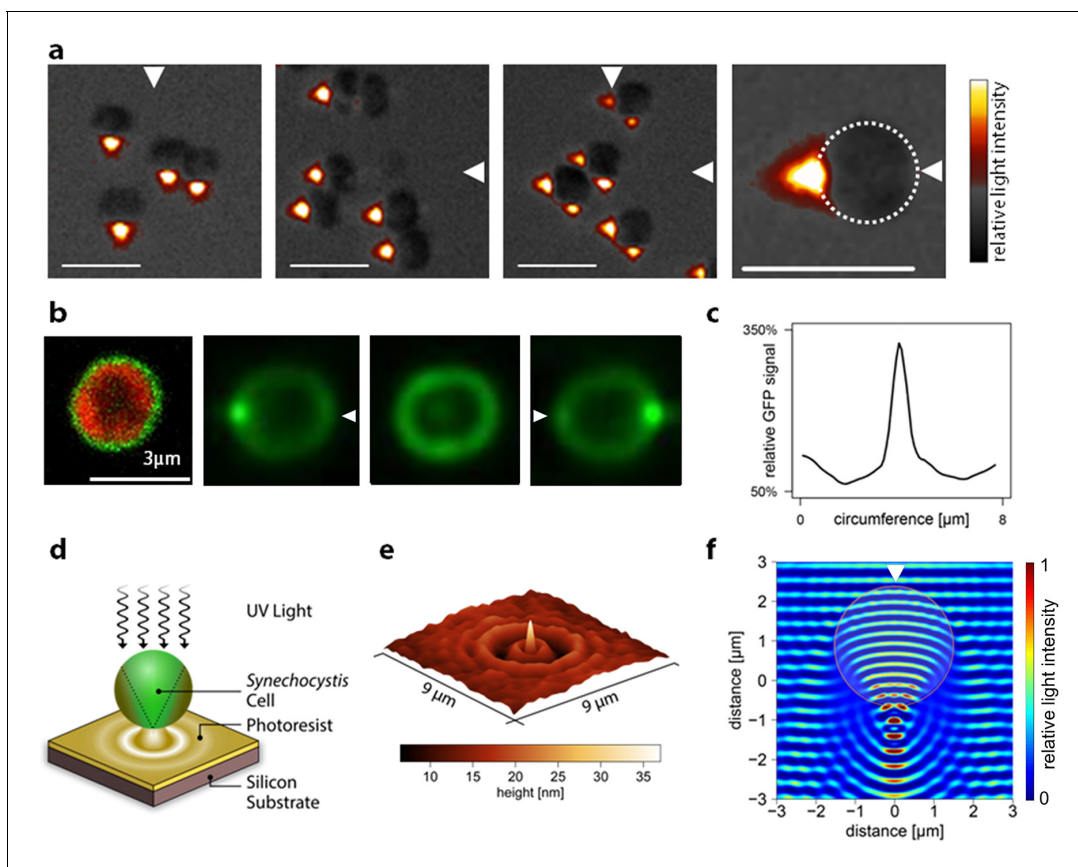 a
relative light intensity
b
3µm
c
350%
relative GFP signal
50%
0
8
circumference [µm]
d
UV Light
Synechocystis
Cell
Photoresist
Silicon
Substrate
e
9 µm
9 µm
10 15 20 25 30 35
height [nm]
f
3
2
1
0
−1
−2
−3
distance [µm]
−3 −2 −1 0 1 2 3
distance [µm]
1
relative light intensity
0